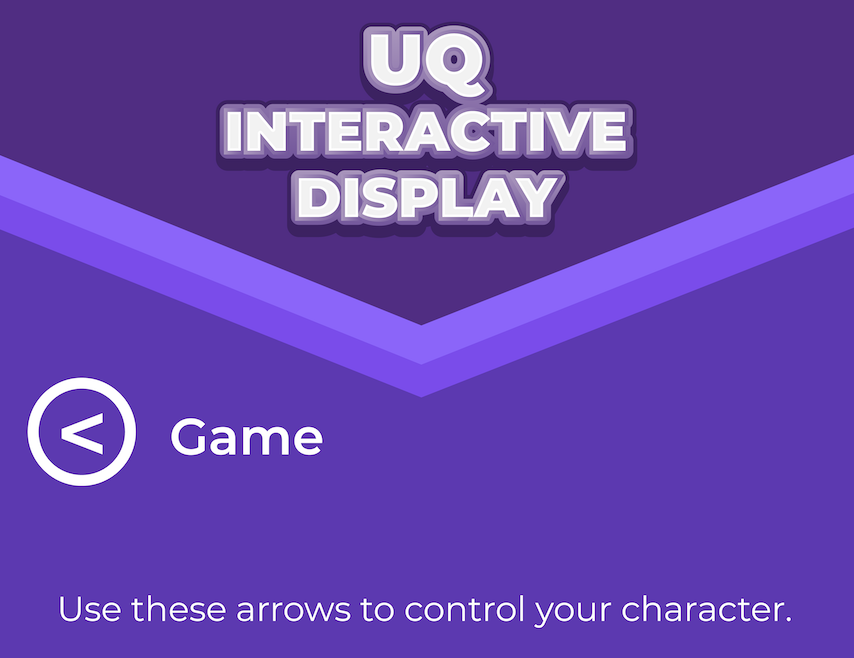 UQ
INTERACTIVE
DISPLAY
< Game
Use these arrows to control your character.